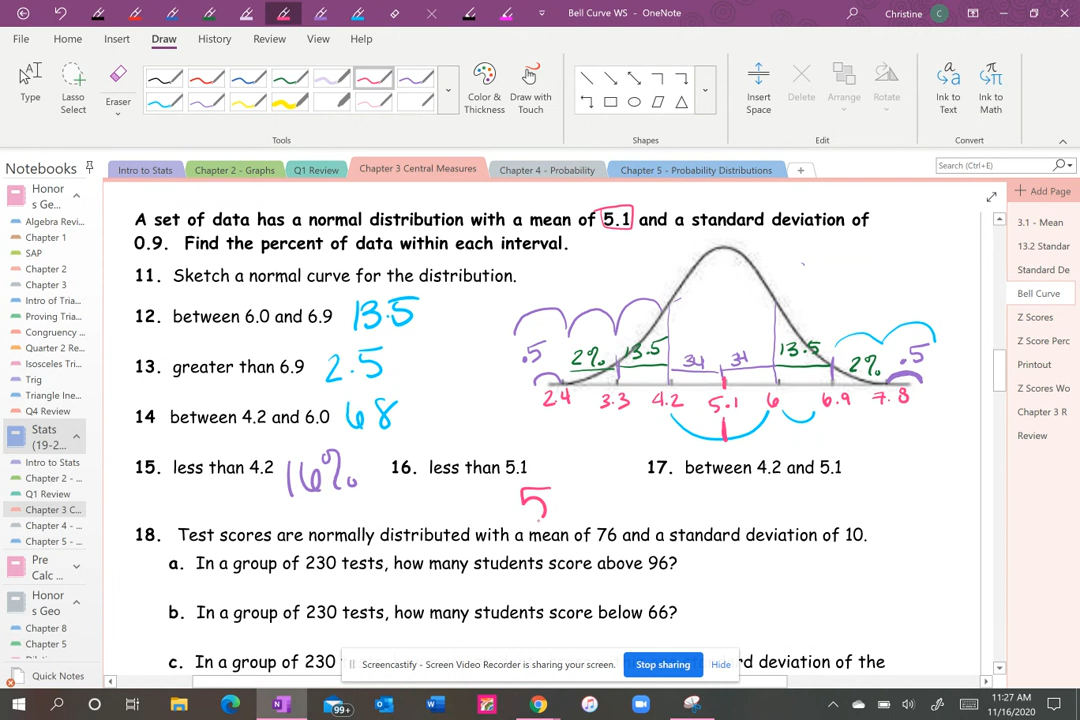 Bell Curve WS - OneNote
Christine
C
File
Home
Insert
Draw
History
Review
View
Help
Type
Lasso
Select
Eraser
Color &
Thickness
Draw with
Touch
Insert
Space
Delete
Arrange
Rotate
Ink to
Text
Ink to
Math
Tools
Shapes
Edit
Convert
Notebooks
Intro to Stats
Chapter 2 - Graphs
Q1 Review
Chapter 3 Central Measures
Chapter 4 - Probability
Chapter 5 - Probability Distributions
Search (Ctrl+E)
Honor
s Ge...
Algebra Revi...
Chapter 1
SAP
Chapter 2
Chapter 3
Intro of Tria...
Proving Tria...
Congruency ...
Quarter 2 Re...
Isosceles Tri...
Trig
Triangle Ine...
Q4 Review
Stats
(19-2...
Intro to Stats
Chapter 2 - ...
Q1 Review
Chapter 3 C...
Chapter 4 - ...
Chapter 5 - ...
Pre
Calc ...
Honor
s Geo
Chapter 8
Chapter 5
Quick Notes
A set of data has a normal distribution with a mean of 5.1 and a standard deviation of
0.9. Find the percent of data within each interval.
11. Sketch a normal curve for the distribution.
12. between 6.0 and 6.9 13.5
13. greater than 6.9 2.5
14 between 4.2 and 6.0 68
.5 2% 13.5 34 34 13.5 2% .5
2.4 3.3 4.2 5.1 6 6.9 7.8
15. less than 4.2 16% 16. less than 5.1 17. between 4.2 and 5.1
5
18. Test scores are normally distributed with a mean of 76 and a standard deviation of 10.
a. In a group of 230 tests, how many students score above 96?
b. In a group of 230 tests, how many students score below 66?
c. In a group of 230
rd deviation of the
Screencastify - Screen Video Recorder is sharing your screen.
Stop sharing
Hide
Add Page
3.1 - Mean
13.2 Standar
Standard De
Bell Curve
Z Scores
Z Score Perc
Printout
Z Scores Wo
Chapter 3 R
Review
99+
11:27 AM
11/16/2020